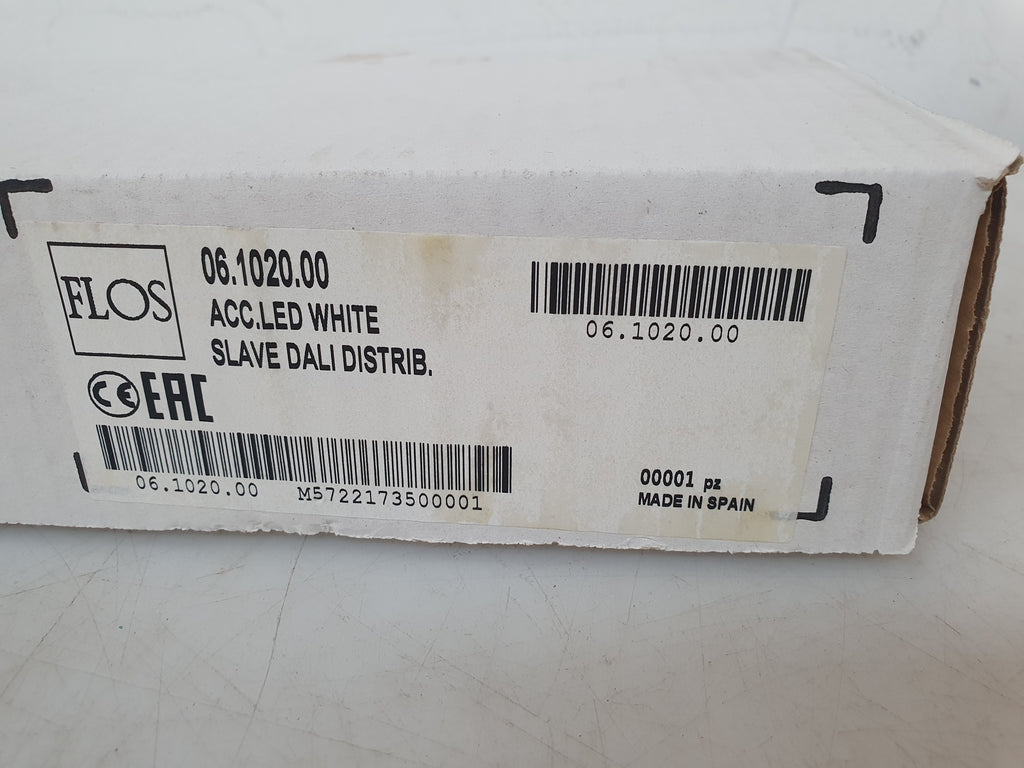 FLOS
06.1020.00
ACC.LED WHITE
SLAVE DALI DISTRIB.
CE EAC
06.1020.00
06.1020.00 M5722173500001
00001 pz
MADE IN SPAIN